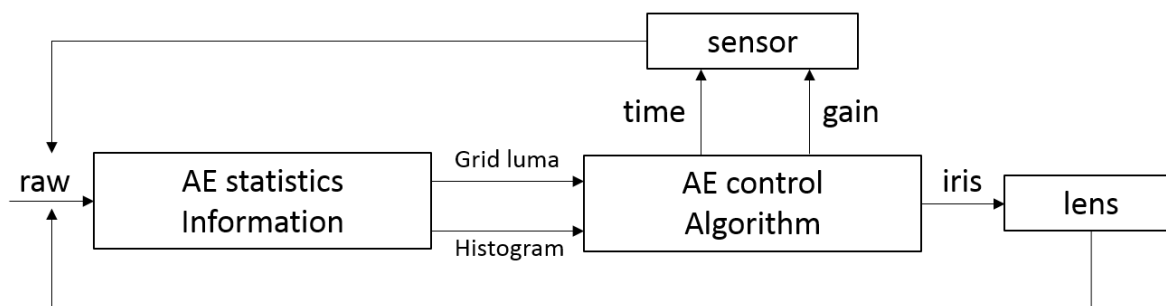 sensor
time
gain
Grid luma
raw
AE statistics
Information
AE control
Algorithm
iris
lens
Histogram